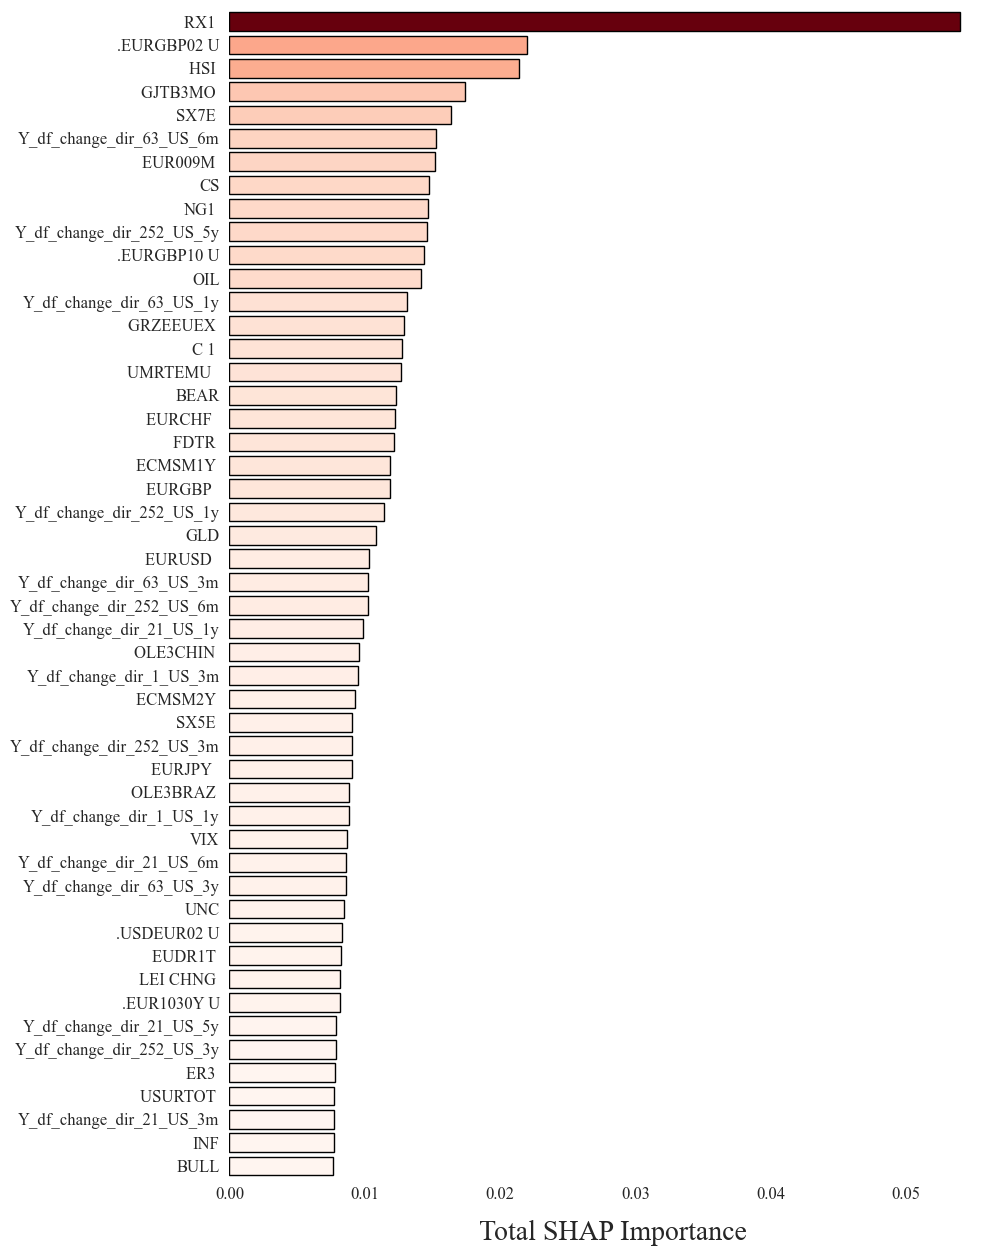 RX1
.EURGBP02 U
HSI
GJTB3MO
SX7E
Y_df_change_dir_63_US_6m
EUR009M
CS
NG1
Y_df_change_dir_252_US_5y
.EURGBP10 U
OIL
Y_df_change_dir_63_US_1y
GRZEEUEX
C 1
UMRTEMU
BEAR
EURCHF
FDTR
ECMSM1Y
EURGBP
Y_df_change_dir_252_US_1y
GLD
EURUSD
Y_df_change_dir_63_US_3m
Y_df_change_dir_252_US_6m
Y_df_change_dir_21_US_1y
OLE3CHIN
Y_df_change_dir_1_US_3m
ECMSM2Y
SX5E
Y_df_change_dir_252_US_3m
EURJPY
OLE3BRAZ
Y_df_change_dir_1_US_1y
VIX
Y_df_change_dir_21_US_6m
Y_df_change_dir_63_US_3y
UNC
.USDEUR02 U
EUDR1T
LEI CHNG
.EUR1030Y U
Y_df_change_dir_21_US_5y
Y_df_change_dir_252_US_3y
ER3
USURTOT
Y_df_change_dir_21_US_3m
INF
BULL
0.00 0.01 0.02 0.03 0.04 0.05
Total SHAP Importance